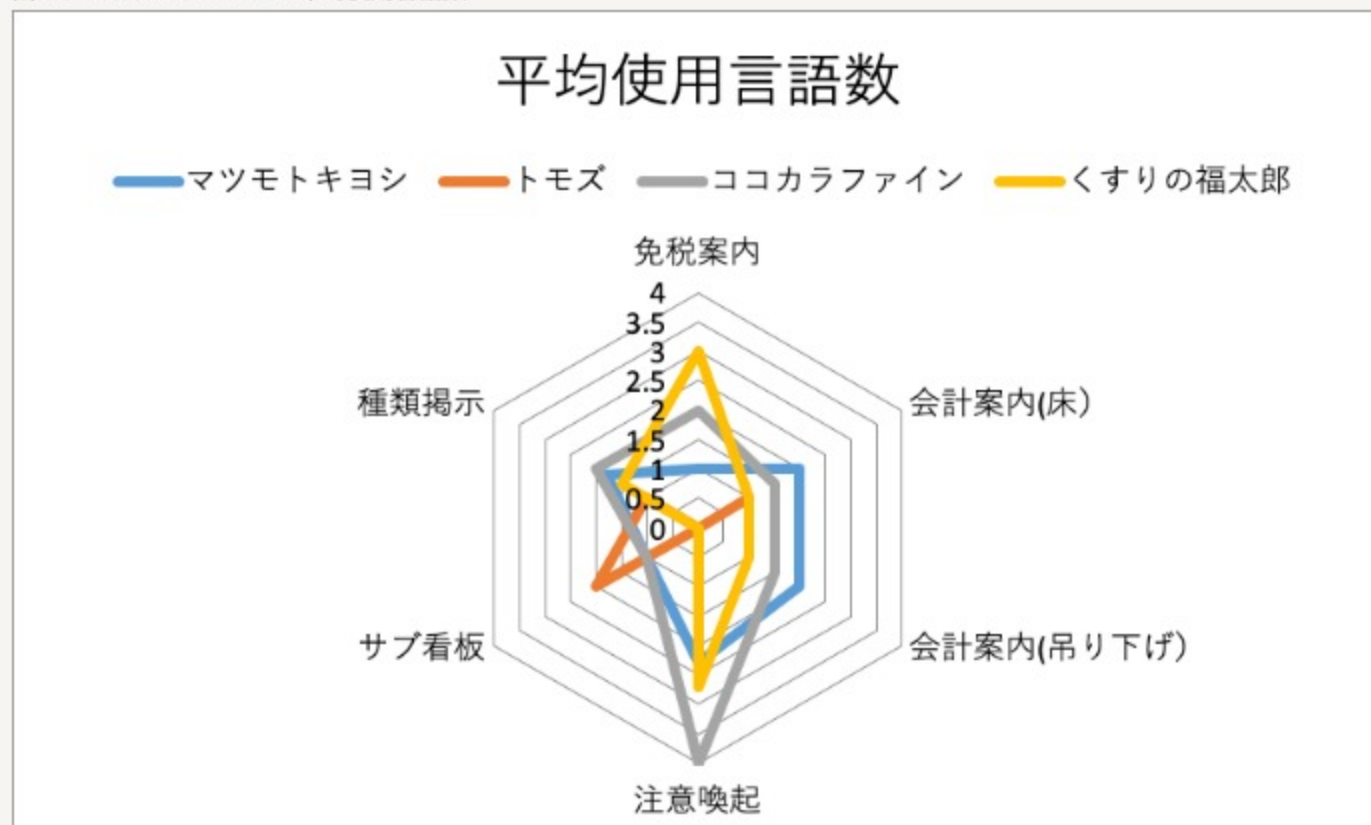 平均使用言語数
マツモトキヨシ トモズ ココカラファイン くすりの福太郎
免税案内
4
3.5
3
2.5
2
1.5
1
0.5
0
会計案内(床）
種類掲示
会計案内(吊り下げ）
サブ看板
注意喚起